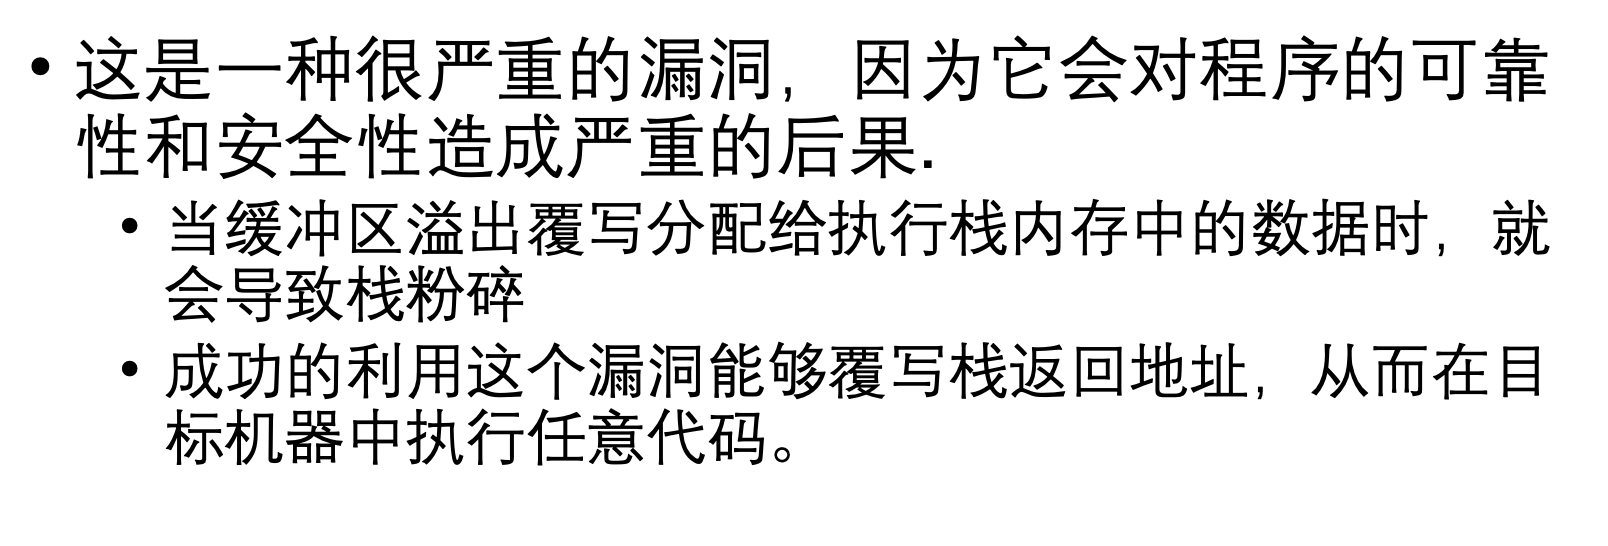 • 这是一种很严重的漏洞，因为它会对程序的可靠
性和安全性造成严重的后果.
• 当缓冲区溢出覆写分配给执行栈内存中的数据时，就
会导致栈粉碎
• 成功的利用这个漏洞能够覆写栈返回地址，从而在目
标机器中执行任意代码。